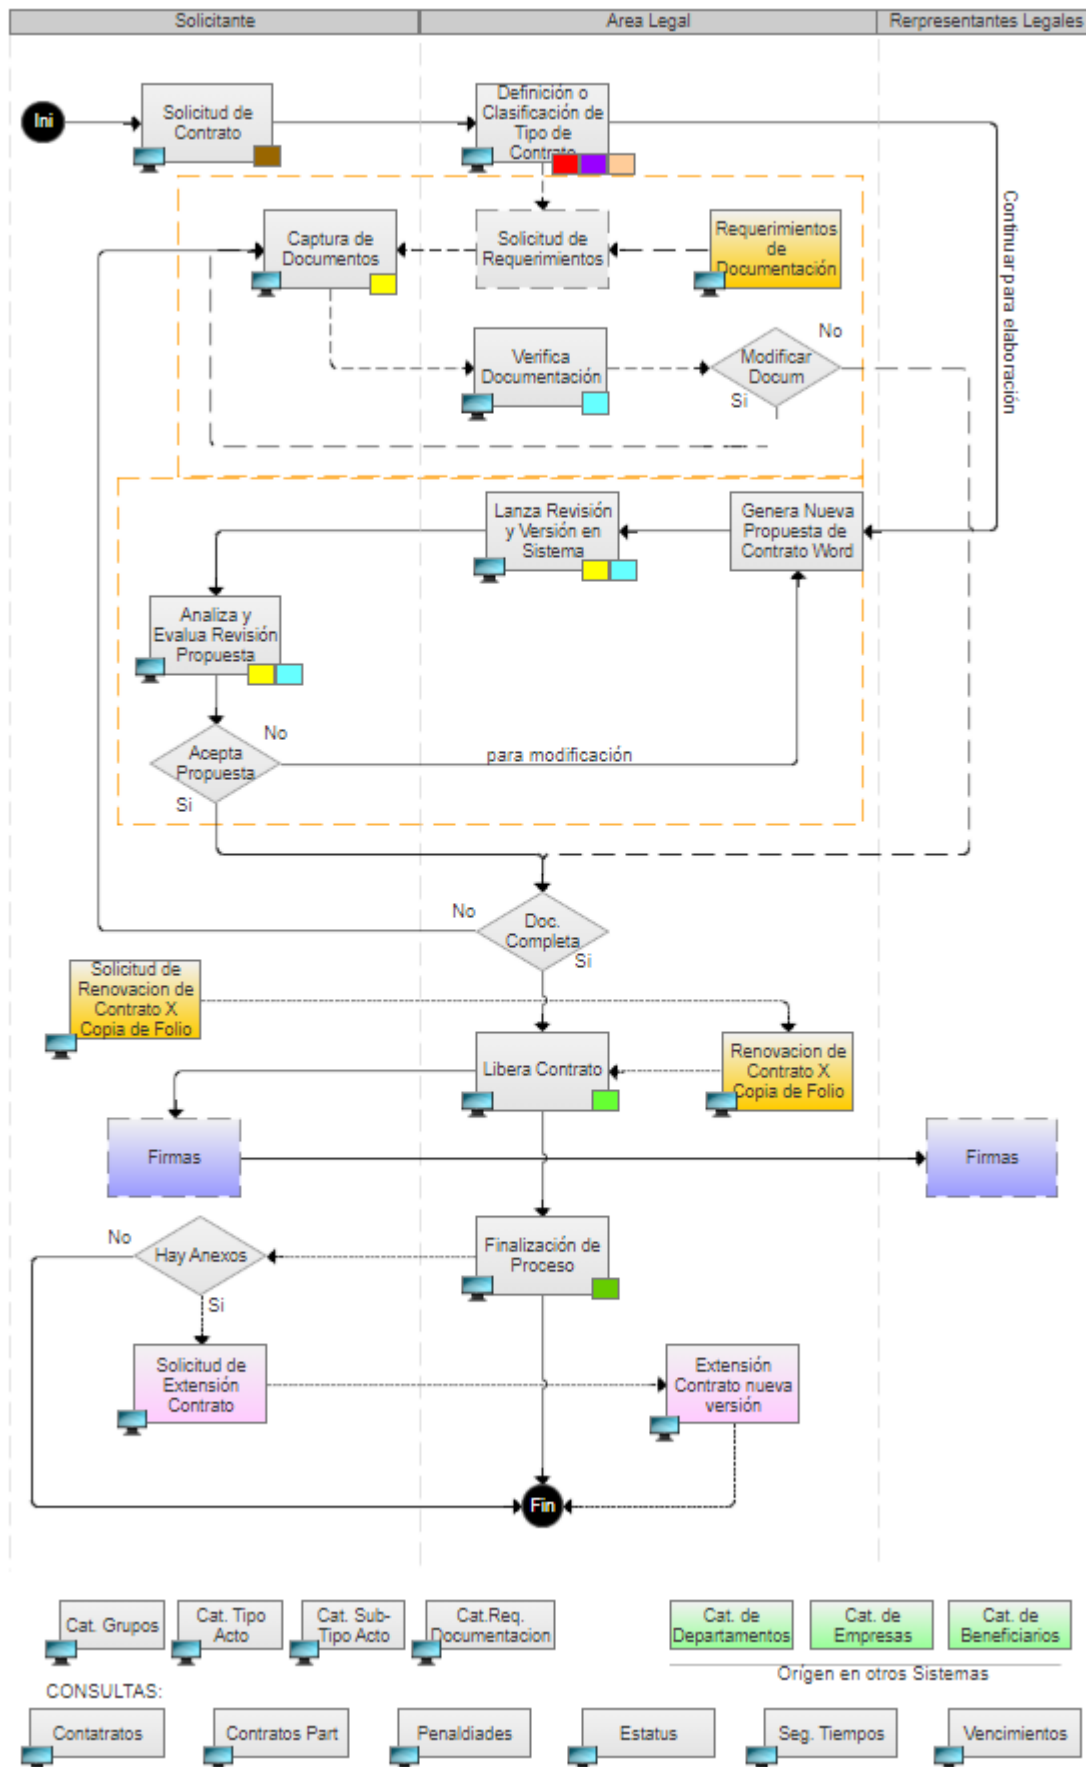 Solicitante
Area Legal
Rerpresentantes Legales
Ini
Solicitud de
Contrato
Definición o
Clasificación de
Tipo de
Contrato
Continuar para elaboración
Captura de
Documentos
Solicitud de
Requerimientos
Requerimientos
de
Documentación
Verifica
Documentación
Modificar
Docum
No
Si
Lanza Revisión
y Versión en
Sistema
Genera Nueva
Propuesta de
Contrato Word
Analiza y
Evalua Revisión
Propuesta
Acepta
Propuesta
No
para modificación
Si
Doc.
Completa
No
Si
Solicitud de
Renovacion de
Contrato X
Copia de Folio
Libera Contrato
Renovacion de
Contrato X
Copia de Folio
Firmas
Firmas
No
Hay Anexos
Si
Finalización de
Proceso
Solicitud de
Extensión
Contrato
Extensión
Contrato nueva
versión
Fin
Cat. Grupos
Cat. Tipo
Acto
Cat. Sub-
Tipo Acto
Cat.Req.
Documentacion
Cat. de
Departamentos
Cat. de
Empresas
Cat. de
Beneficiarios
Orígen en otros Sistemas
CONSULTAS:
Contatratos
Contratos Part
Penaldiades
Estatus
Seg. Tiempos
Vencimientos